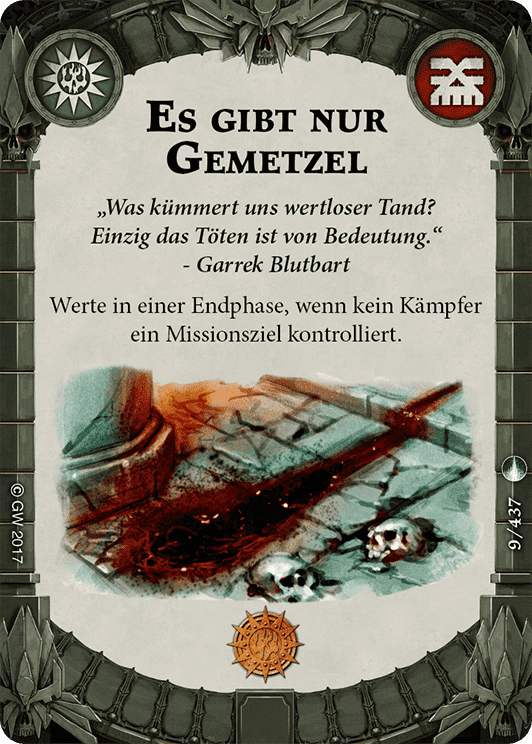 Es gibt nur
Gemetzel
„Was kümmert uns wertloser Tand?
Einzig das Töten ist von Bedeutung.“
- Garrek Blutbart
Werte in einer Endphase, wenn kein Kämpfer
ein Missionsziel kontrolliert.
© GW 2017
9/437